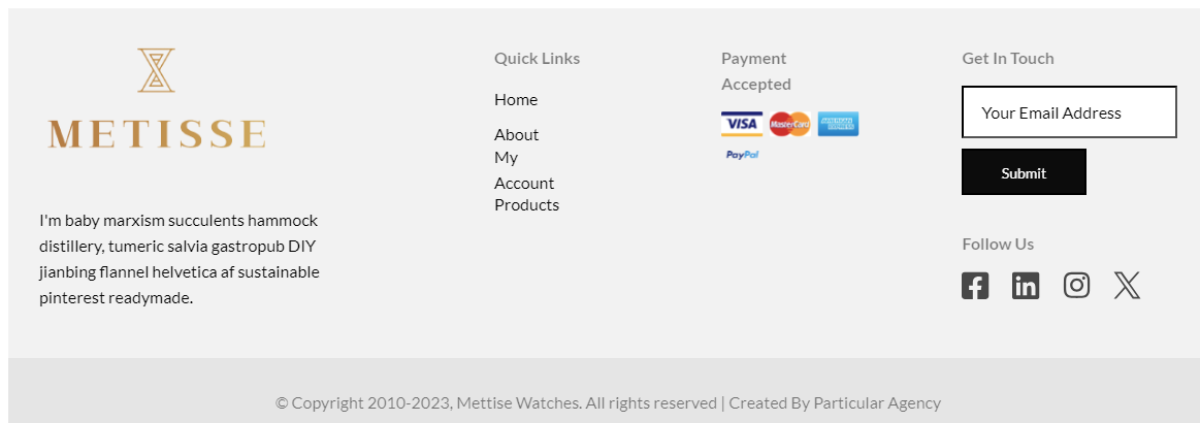 METISSE
I'm baby marxism succulents hammock
distillery, tumeric salvia gastropub DIY
jianbing flannel helvetica af sustainable
pinterest readymade.
Quick Links
Home
About
My
Account
Products
Payment
Accepted
VISA MasterCard AMERICAN EXPRESS
PayPal
Get In Touch
Your Email Address
Submit
Follow Us
© Copyright 2010-2023, Mettise Watches. All rights reserved | Created By Particular Agency